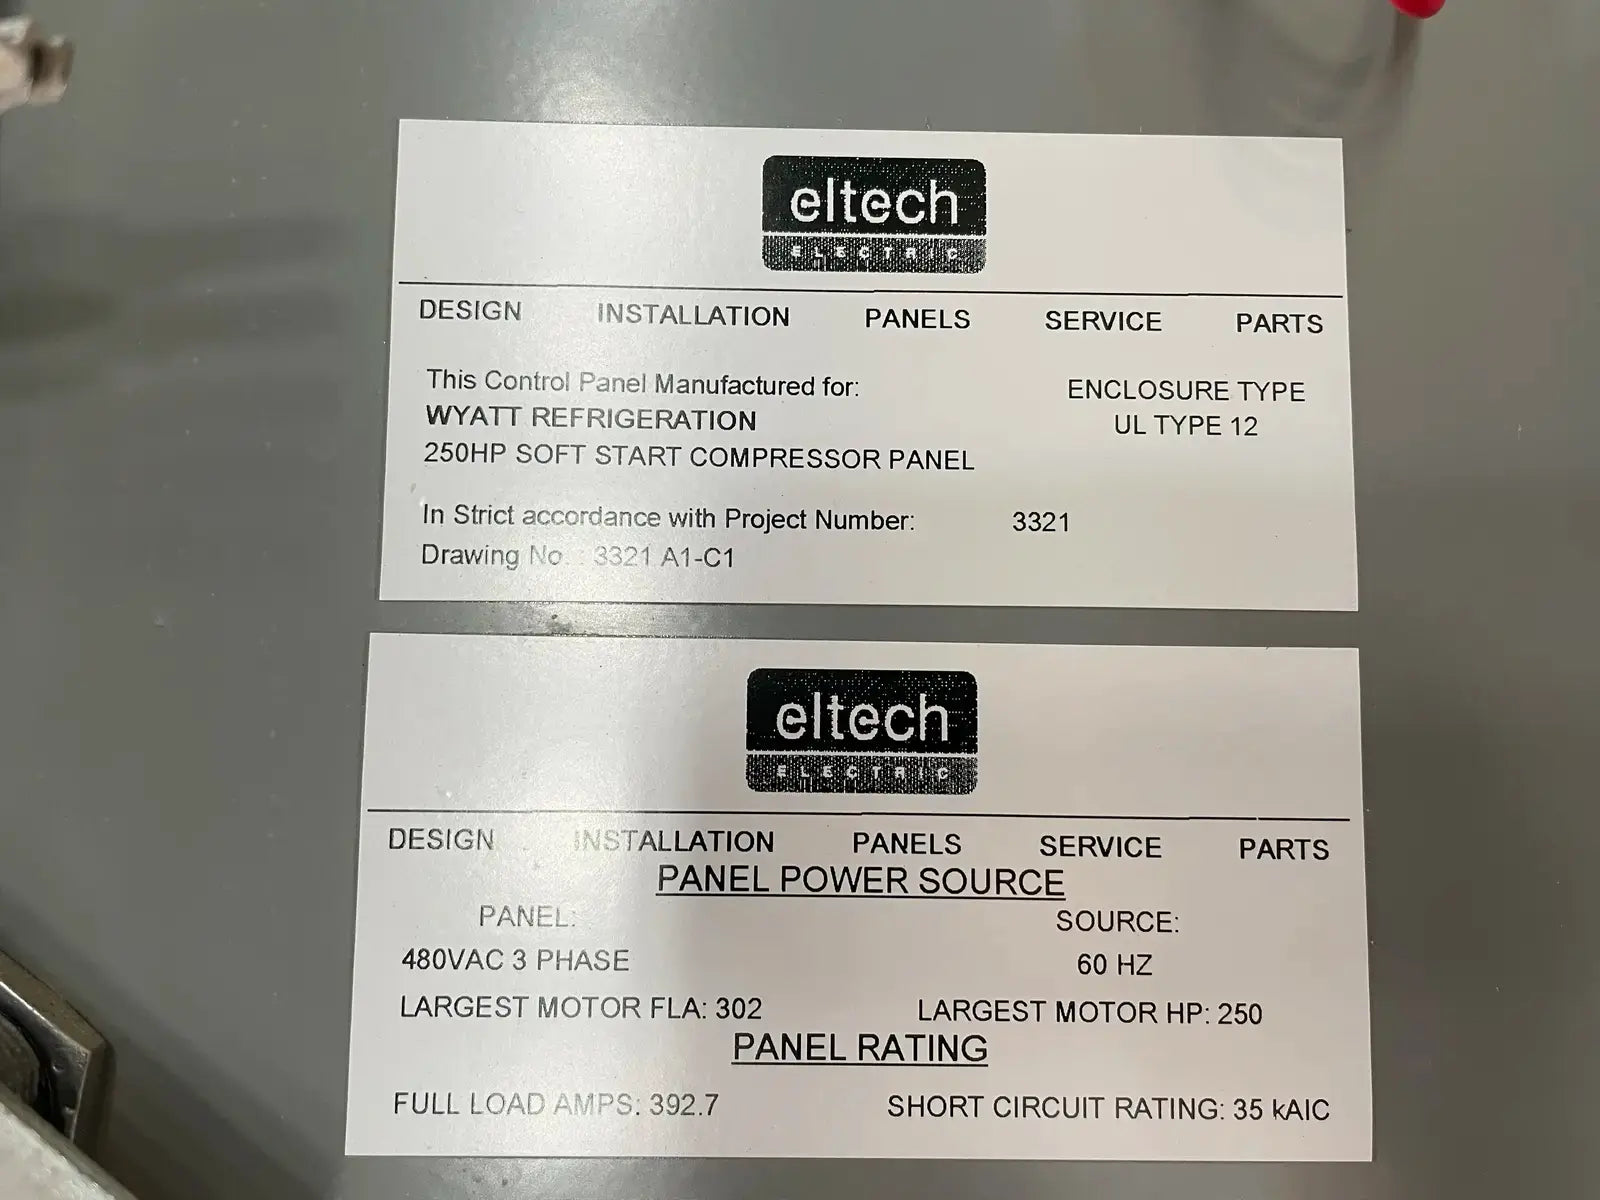 eltech
ELECTRIC
DESIGN INSTALLATION PANELS SERVICE PARTS
This Control Panel Manufactured for:
WYATT REFRIGERATION
250HP SOFT START COMPRESSOR PANEL
ENCLOSURE TYPE
UL TYPE 12
In Strict accordance with Project Number: 3321
Drawing No.: 3321 A1-C1
eltech
ELECTRIC
DESIGN INSTALLATION PANELS SERVICE PARTS
PANEL POWER SOURCE
PANEL: SOURCE:
480VAC 3 PHASE 60 HZ
LARGEST MOTOR FLA: 302 LARGEST MOTOR HP: 250
PANEL RATING
FULL LOAD AMPS: 392.7 SHORT CIRCUIT RATING: 35 kAIC